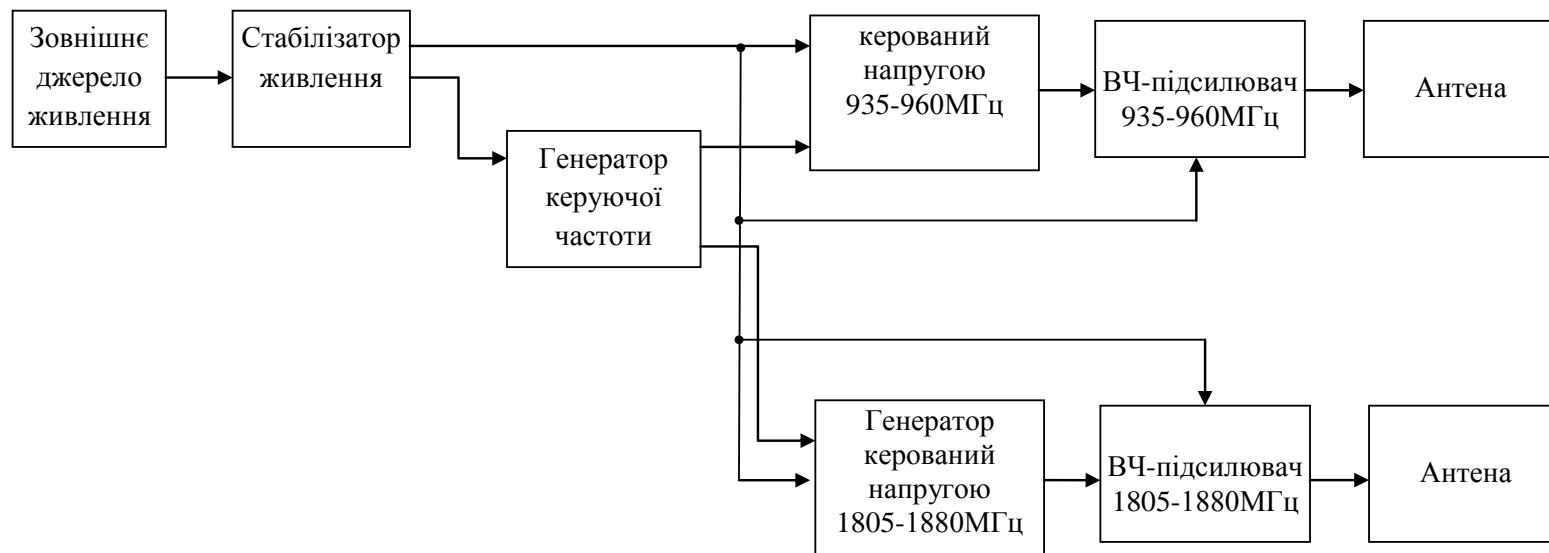 Зовнішнє
джерело
живлення
Стабілізатор
живлення
керований
напругою
935-960МГц
ВЧ-підсилювач
935-960МГц
Антена
Генератор
керуючої
частоти
Генератор
керований
напругою
1805-1880МГц
ВЧ-підсилювач
1805-1880МГц
Антена